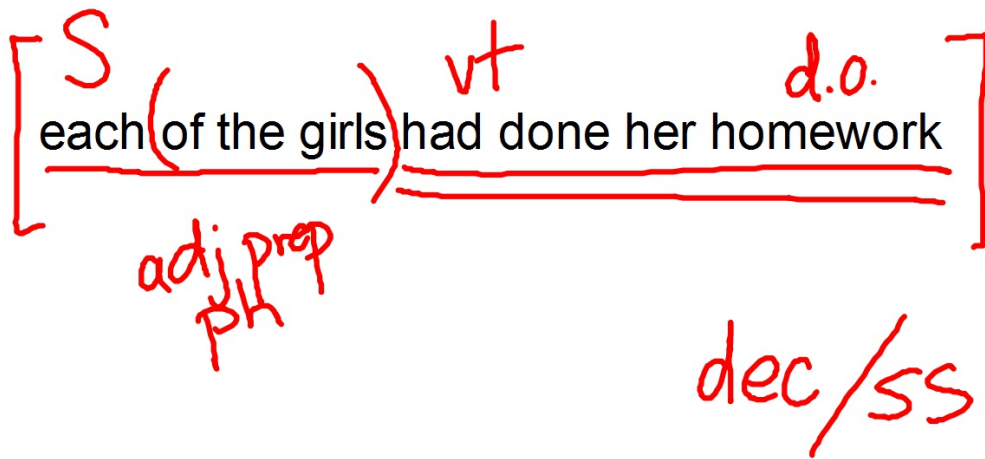 S vt d.o.
each (of the girls) had done her homework
adj prep
ph
dec/ss